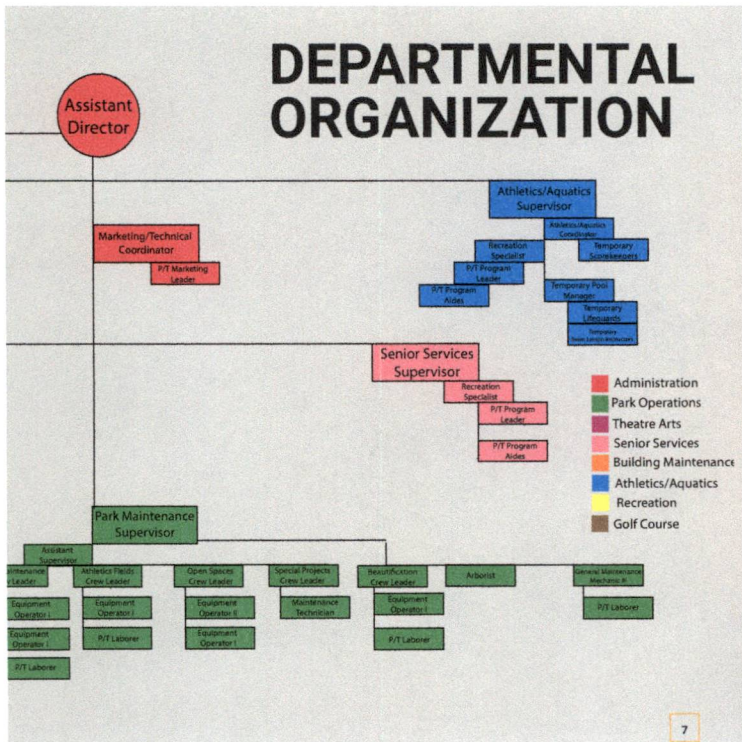 DEPARTMENTAL
ORGANIZATION
Assistant
Director
Marketing/Technical
Coordinator
P/T Marketing
Leader
Athletics/Aquatics
Supervisor
Athletics/Aquatics
Coordinator
Recreation
Specialist
Temporary
Scorekeepers
P/T Program
Leader
P/T Program
Aides
Temporary Pool
Manager
Temporary
Lifeguards
Temporary
Senior Services
Supervisor
Recreation
Specialist
P/T Program
Leader
P/T Program
Aides
Administration
Park Operations
Theatre Arts
Senior Services
Building Maintenance
Athletics/Aquatics
Recreation
Golf Course
Park Maintenance
Supervisor
Assistant
Supervisor
aintenance
w Leader
Equipment
Operator I
Equipment
Operator I
P/T Laborer
Athletics Fields
Crew Leader
Equipment
Operator I
P/T Laborer
Open Spaces
Crew Leader
Equipment
Operator II
Equipment
Operator I
Special Projects
Crew Leader
Maintenance
Technician
Beautification
Crew Leader
Equipment
Operator I
P/T Laborer
Arborist
General Maintenance
Mechanic III
P/T Laborer
7